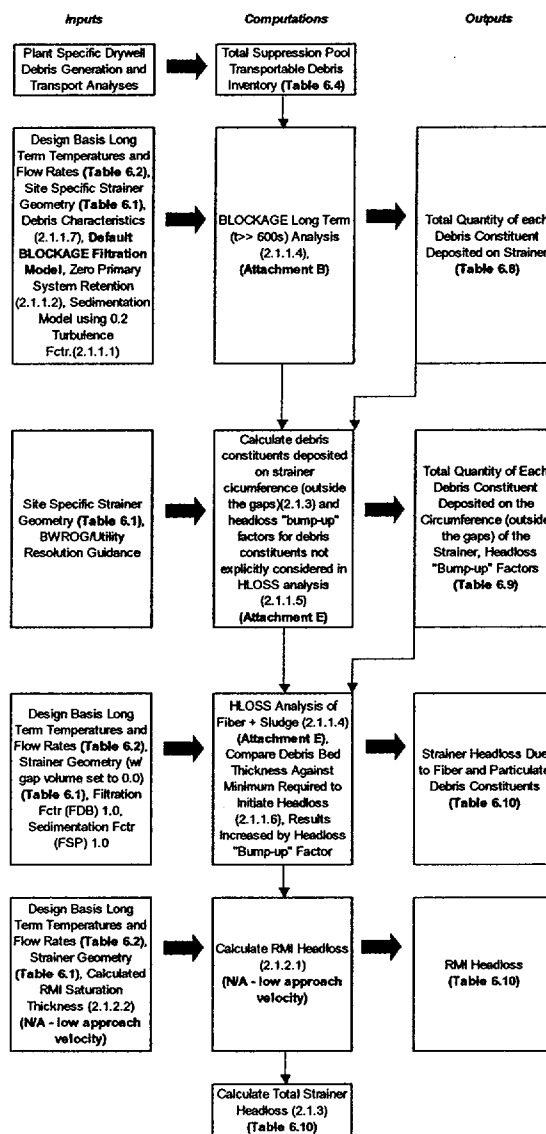 Inputs
Computations
Outputs
Plant Specific Drywell
Debris Generation and
Transport Analyses
Total Suppression Pool
Transportable Debris
Inventory (Table 6.4)
Design Basis Long
Term Temperatures and
Flow Rates (Table 6.2),
Site Specific Strainer
Geometry (Table 6.1),
Debris Characteristics
(2.1.1.7), Default
BLOCKAGE Filtration
Model, Zero Primary
System Retention
(2.1.1.2), Sedimentation
Model using 0.2
Turbufence
Fctr.(2.1.1.1)
BLOCKAGE Long Term
(t>> 600s) Analysis
(2.1.1.4),
(Attachment B)
Total Quantity of each
Debris Constituent
Deposited on Strainer
(Table 6.8)
Site Specific Strainer
Geometry (Table 6.1),
BWROG/Utility
Resolution Guidance
Calculate debris
constituents deposited
on strainer
cicumference (outside
the gaps)(2.1.3) and
headloss "bump-up"
factors for debris
constituents not
explicitly considered in
HLOSS analysis
(2.1.1.5)
(Attachment E)
Total Quantity of Each
Debris Constituent
Deposited on the
Circumference (outside
the gaps) of the
Strainer, Headloss
"Bump-up" Factors
(Table 6.9)
Design Basis Long
Term Temperatures and
Flow Rates (Table 6.2),
Strainer Geometry (w/
gap volume set to 0.0)
(Table 6.1), Filtration
Fctr (FDB) 1.0,
Sedimentation Fctr
(FSP) 1.0
HLOSS Analysis of
Fiber + Sludge (2.1.1.4)
(Attachment E),
Compare Debris Bed
Thickness Against
Minimum Required to
Initiate Headloss
(2.1.1.6), Results
Increased by Headloss
"Bump-up" Factor
Strainer Headloss Due
to Fiber and Particulate
Debris Constituents
(Table 6.10)
Design Basis Long
Term Temperatures and
Flow Rates (Table 6.2),
Strainer Geometry
(Table 6.1), Calculated
RMI Saturation
Thickness (2.1.2.2)
(N/A - low approach
velocity)
Calculate RMI Headloss
(2.1.2.1)
(N/A - low approach
velocity)
RMI Headloss
(Table 6.10)
Calculate Total Strainer
Headloss (2.1.3)
(Table 6.10)